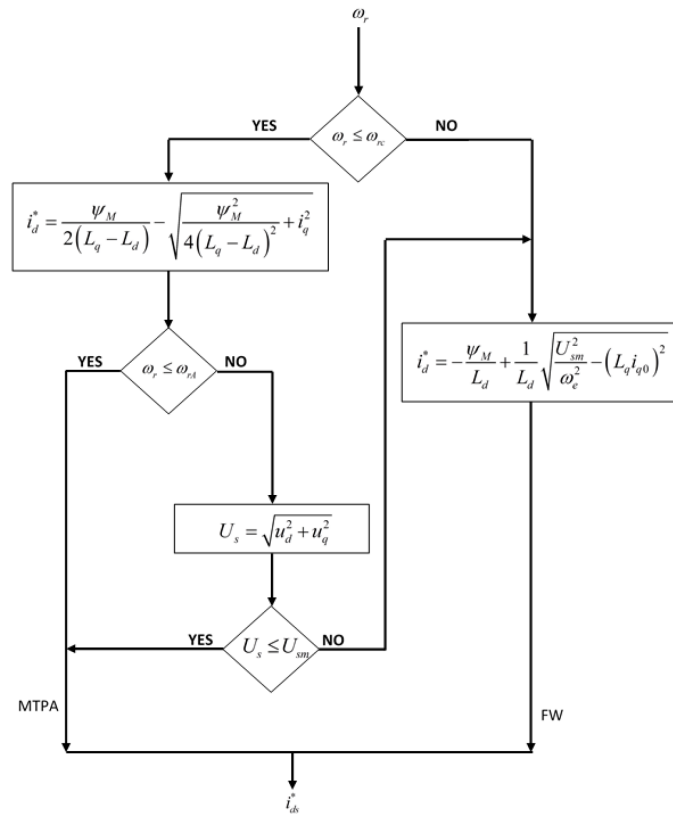 ω_r
YES
ω_r ≤ ω_rc
NO
i_d^* = ψ_M / 2(L_q − L_d) − √(ψ_M^2 / 4(L_q − L_d)^2 + i_q^2)
i_d^* = −ψ_M / L_d + 1 / L_d √(U_sm^2 / ω_e^2 − (L_q i_q0)^2)
YES
ω_r ≤ ω_rA
NO
U_s = √(u_d^2 + u_q^2)
YES
U_s ≤ U_sm
NO
MTPA
FW
i_ds^*